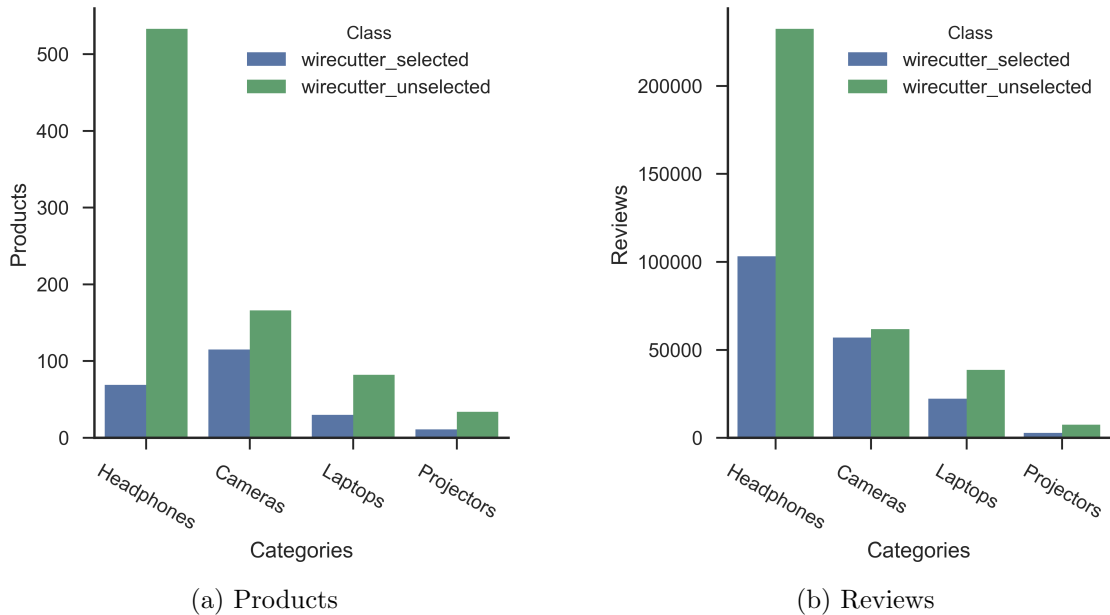 Class
wirecutter_selected
wirecutter_unselected
500
400
300
200
100
0
Products
Headphones
Cameras
Laptops
Projectors
Categories
(a) Products
Class
wirecutter_selected
wirecutter_unselected
200000
150000
100000
50000
0
Reviews
Headphones
Cameras
Laptops
Projectors
Categories
(b) Reviews